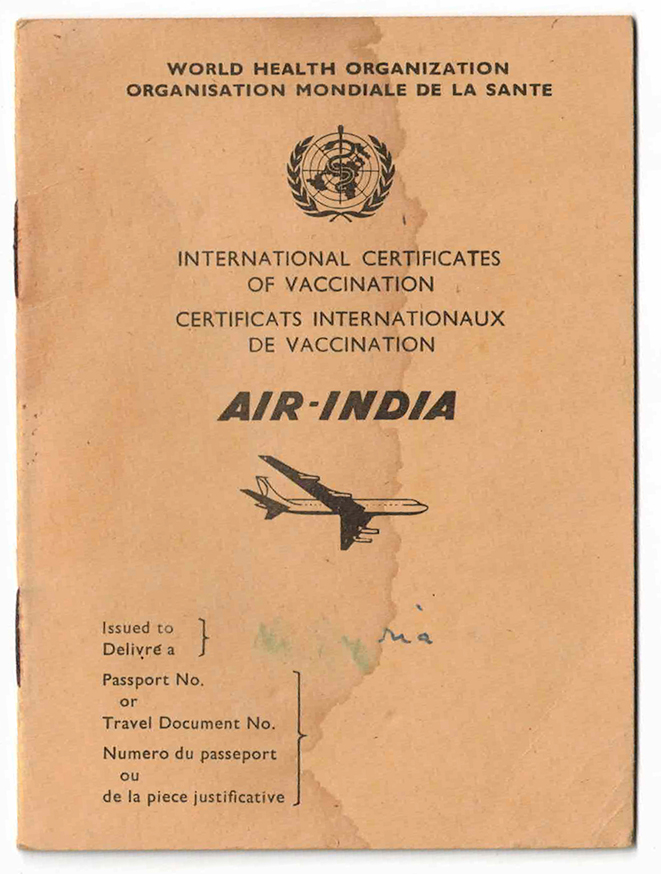 WORLD HEALTH ORGANIZATION
ORGANISATION MONDIALE DE LA SANTE
INTERNATIONAL CERTIFICATES
OF VACCINATION
CERTIFICATS INTERNATIONAUX
DE VACCINATION
AIR-INDIA
Issued to
Delivré a
Passport No.
or
Travel Document No.
Numero du passeport
ou
de la piece justificative